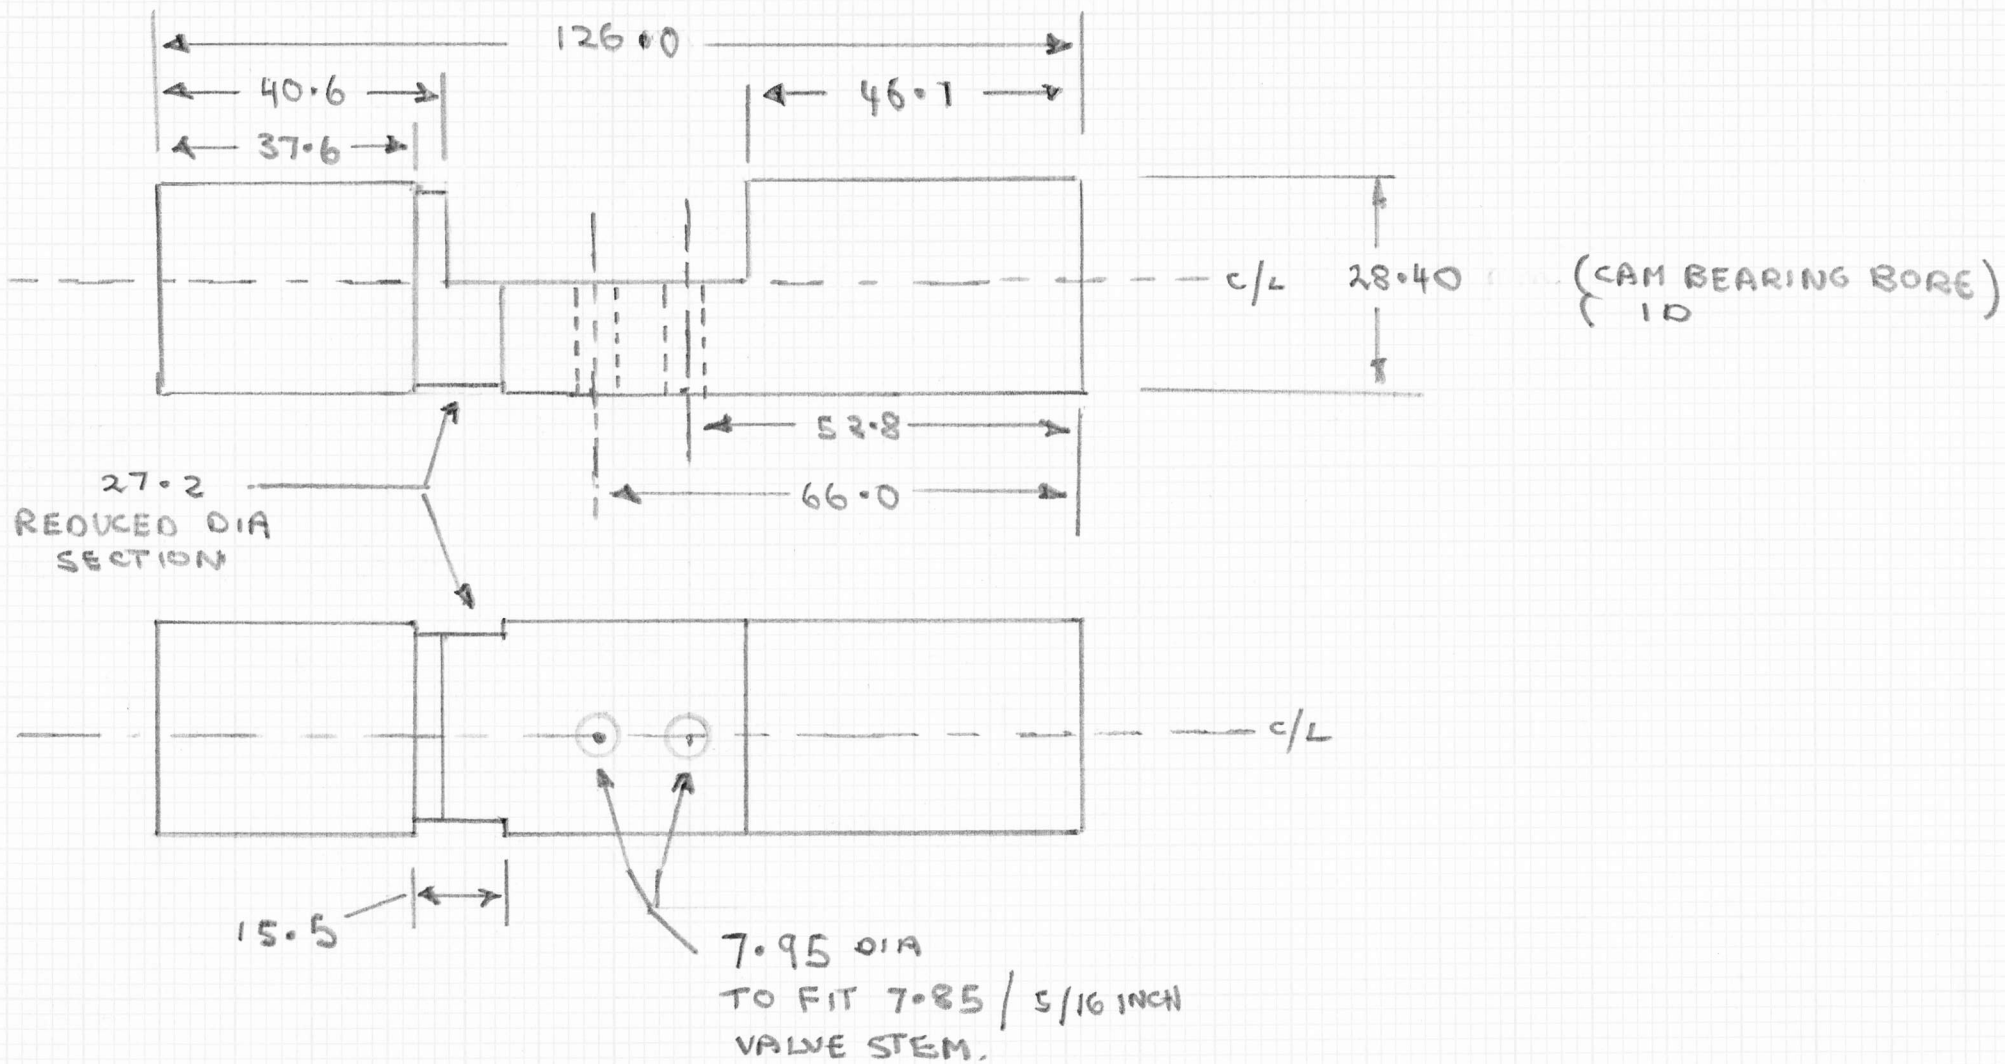 126.0
40.6
46.1
37.6
C/L
28.40
(CAM BEARING BORE)
ID
53.8
66.0
27.2
REDUCED DIA
SECTION
C/L
15.5
7.95 DIA
TO FIT 7.85 / 5/16 INCH
VALVE STEM.